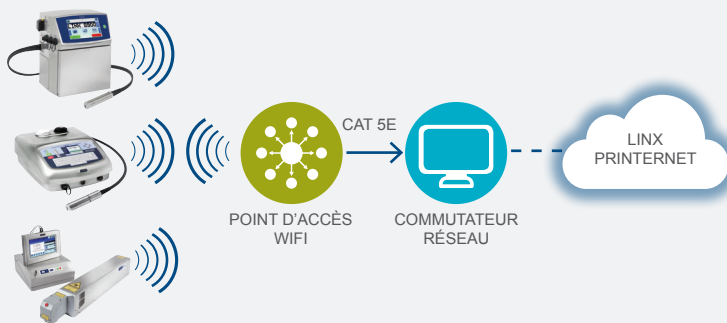 CAT 5E
LINX
PRINTERNET
POINT D'ACCÈS
WIFI
COMMUTATEUR
RÉSEAU